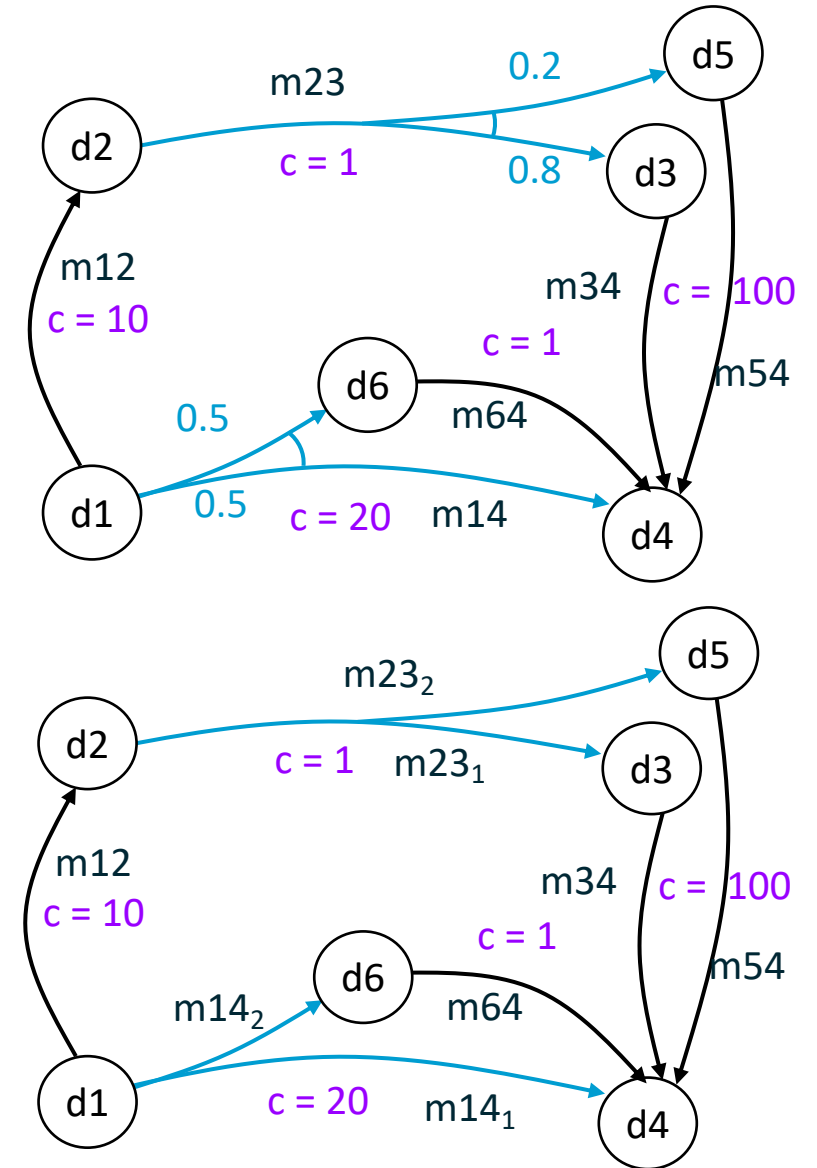 d5
0.2
m23
d2
c = 1
0.8
d3
m12
c = 10
m34
c = 100
c = 1
m54
d6
0.5
m64
0.5
c = 20
m14
d1
d4
d5
m23₂
d2
c = 1
m23₁
d3
m12
c = 10
m34
c = 100
c = 1
m54
d6
m14₂
m64
c = 20
m14₁
d1
d4